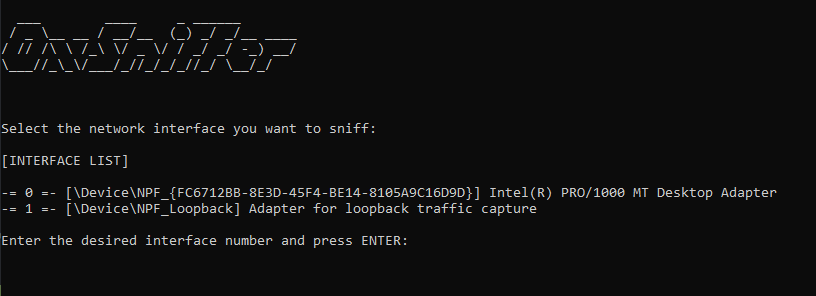 0xSniffer
Select the network interface you want to sniff:
[INTERFACE LIST]
-= 0 =- [\Device\NPF_{FC6712BB-8E3D-45F4-BE14-8105A9C16D9D}] Intel(R) PRO/1000 MT Desktop Adapter
-= 1 =- [\Device\NPF_Loopback] Adapter for loopback traffic capture
Enter the desired interface number and press ENTER: